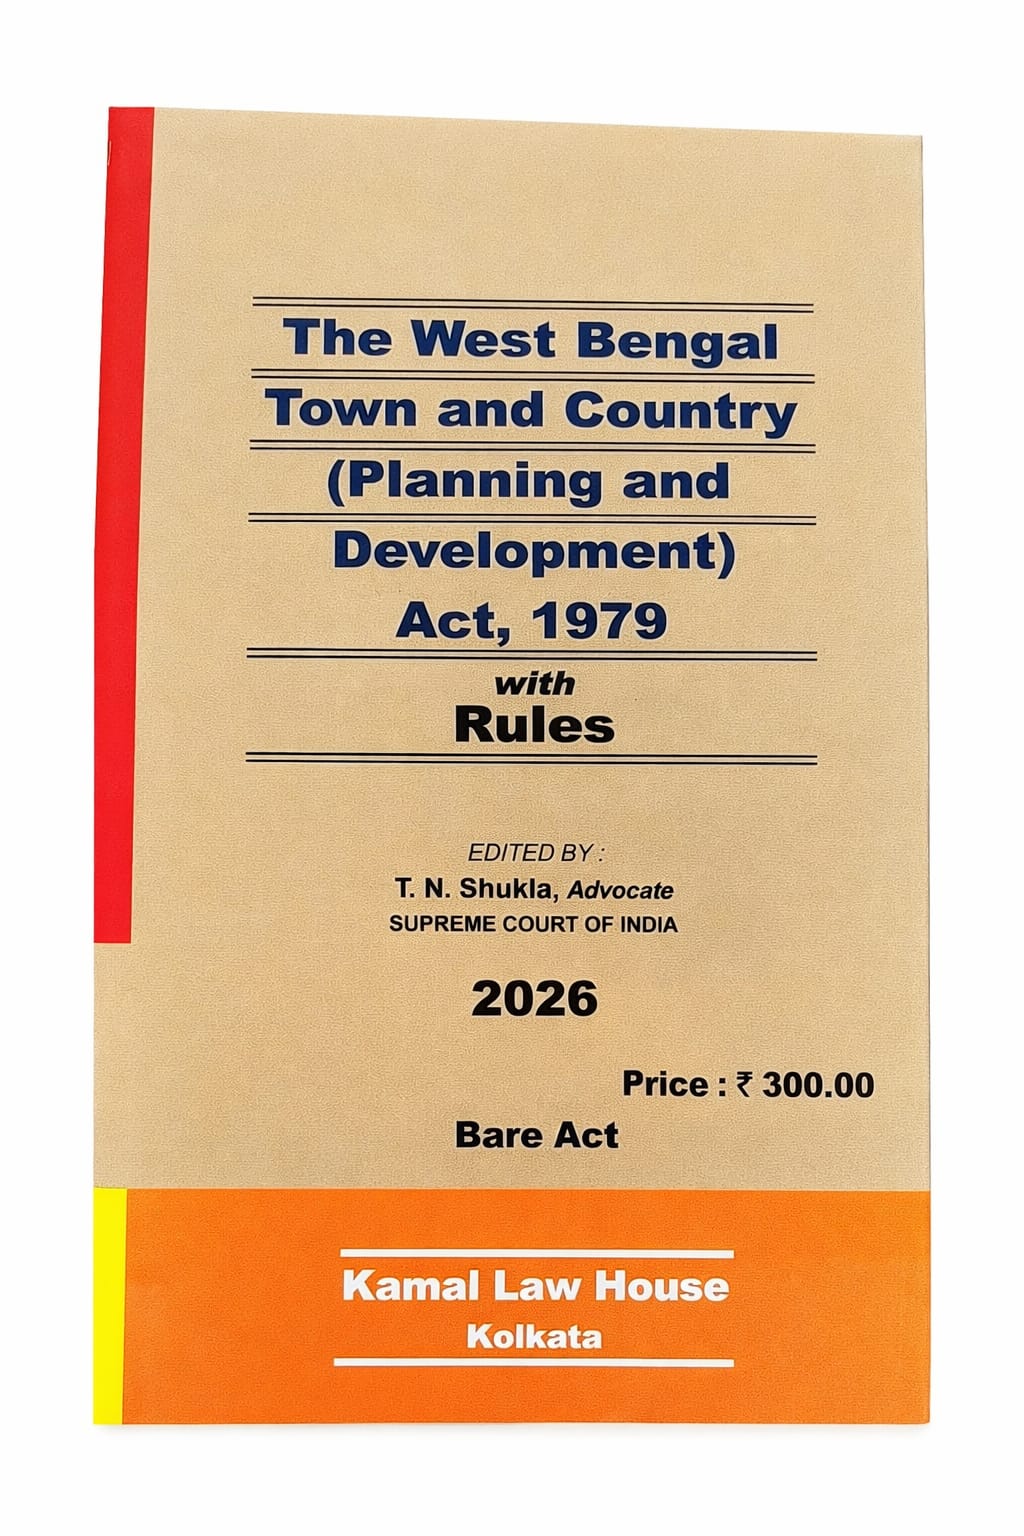 The West Bengal
Town and Country
(Planning and
Development)
Act, 1979
with
Rules
EDITED BY :
T. N. Shukla, Advocate
SUPREME COURT OF INDIA
2026
Price : ₹ 300.00
Bare Act
Kamal Law House
Kolkata